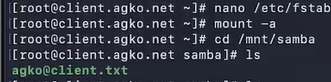 [root@client.agko.net ~]# nano /etc/fstab
[root@client.agko.net ~]# mount -a
[root@client.agko.net ~]# cd /mnt/samba
[root@client.agko.net samba]# ls
agko@client.txt